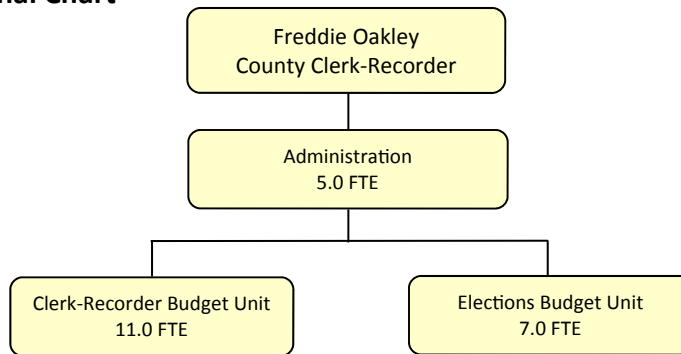 Chart
Freddie Oakley
County Clerk-Recorder
Administration
5.0 FTE
Clerk-Recorder Budget Unit
11.0 FTE
Elections Budget Unit
7.0 FTE